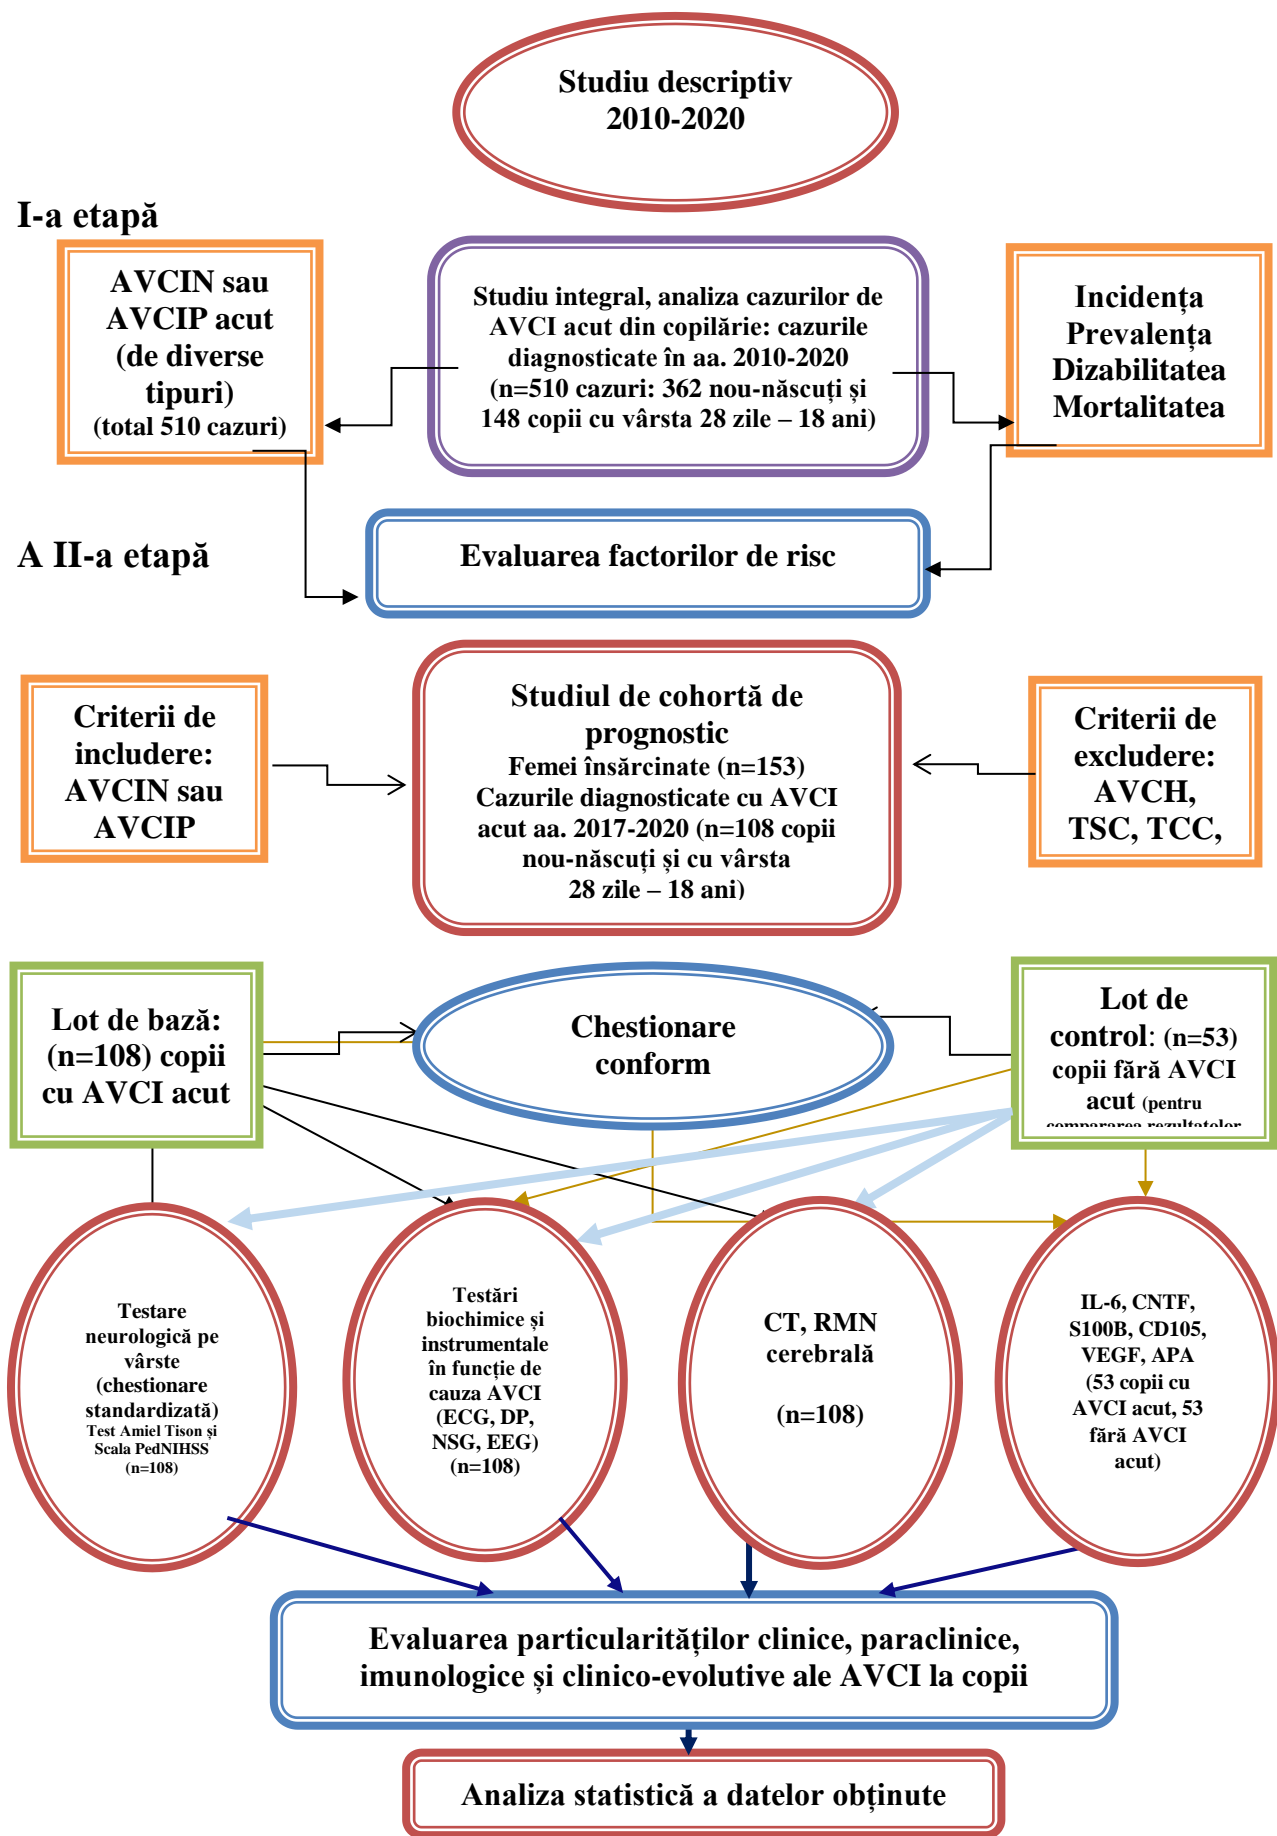 Studiu descriptiv
2010-2020
I-a etapă
AVCIN sau
AVCIP acut
(de diverse
tipuri)
(total 510 cazuri)
Studiu integral, analiza cazurilor de
AVCI acut din copilărie: cazurile
diagnosticate în aa. 2010-2020
(n=510 cazuri: 362 nou-născuți și
148 copii cu vârsta 28 zile – 18 ani)
Incidența
Prevalența
Dizabilitatea
Mortalitatea
A II-a etapă
Evaluarea factorilor de risc
Criterii de
includere:
AVCIN sau
AVCIP
Studiul de cohortă de
prognostic
Femei însărcinate (n=153)
Cazurile diagnosticate cu AVCI
acut aa. 2017-2020 (n=108 copii
nou-născuți și cu vârsta
28 zile – 18 ani)
Criterii de
excludere:
AVCH,
TSC, TCC,
Lot de bază:
(n=108) copii
cu AVCI acut
Chestionare
conform
Lot de
control: (n=53)
copii fără AVCI
acut (pentru
compararea rezultatelor
Testare
neurologică pe
vârste
(chestionare
standardizată)
Test Amiel Tison și
Scala PedNIHSS
(n=108)
Testări
biochimice și
instrumentale
în funcție de
cauza AVCI
(ECG, DP,
NSG, EEG)
(n=108)
CT, RMN
cerebrală
(n=108)
IL-6, CNTF,
S100B, CD105,
VEGF, APA
(53 copii cu
AVCI acut, 53
fără AVCI
acut)
Evaluarea particularităților clinice, paraclinice,
imunologice și clinico-evolutive ale AVCI la copii
Analiza statistică a datelor obținute